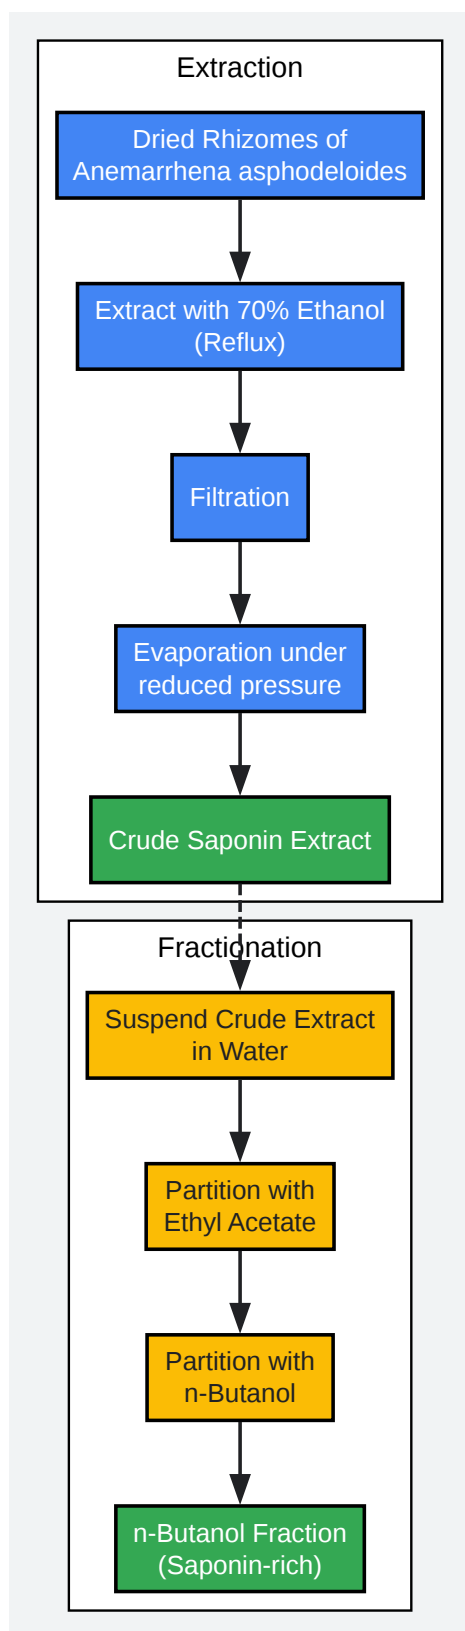 Extraction
Dried Rhizomes of
Anemarrhena asphodeloides
Extract with 70% Ethanol
(Reflux)
Filtration
Evaporation under
reduced pressure
Crude Saponin Extract
Fractionation
Suspend Crude Extract
in Water
Partition with
Ethyl Acetate
Partition with
n-Butanol
n-Butanol Fraction
(Saponin-rich)